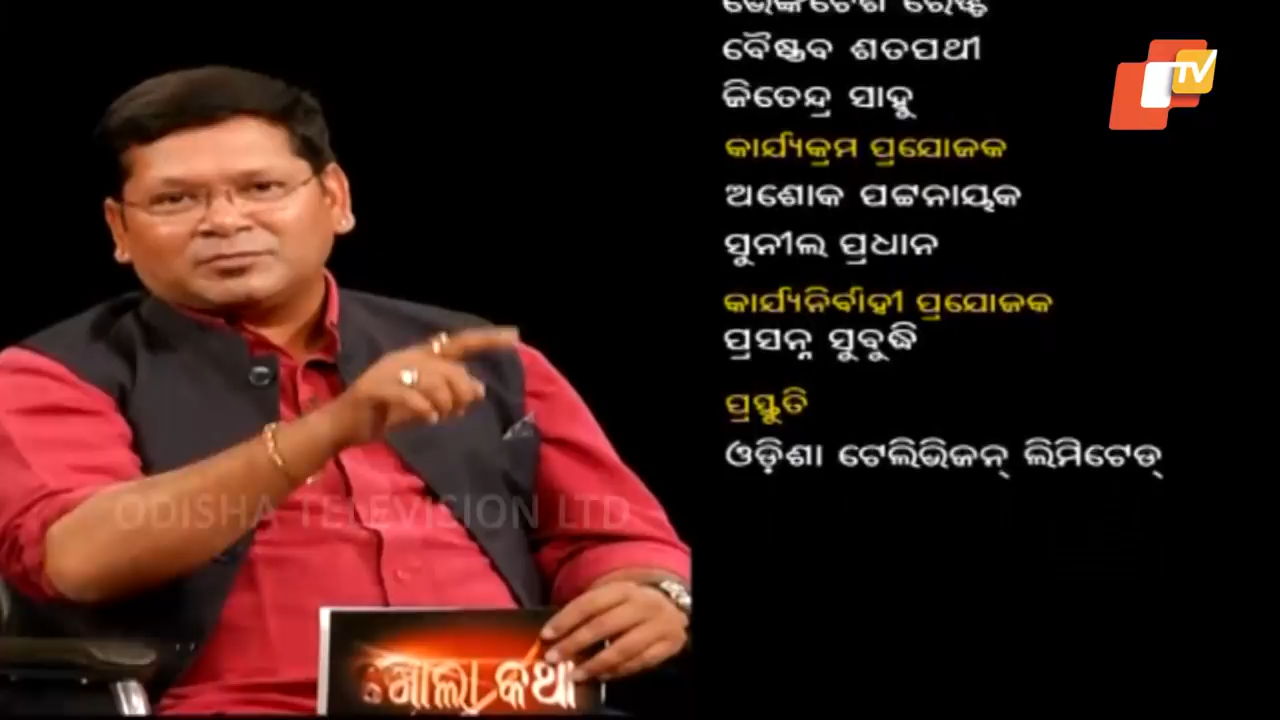 ବୈଷ୍ଣବ ଶତପଥୀ
ଜିତେନ୍ଦ୍ର ସାହୁ
କାର୍ଯ୍ୟକ୍ରମ ପ୍ରଯୋଜକ
ଅଶୋକ ପଟ୍ଟନାୟକ
ସୁନୀଲ ପ୍ରଧାନ
କାର୍ଯ୍ୟନିର୍ବାହୀ ପ୍ରଯୋଜକ
ପ୍ରସନ୍ନ ସୁବୁଦ୍ଧି
ପ୍ରସ୍ତୁତି
ଓଡ଼ିଶା ଟେଲିଭିଜନ୍ ଲିମିଟେଡ୍
TV
ODISHA TELEVISION LTD
ଖୋଲା କଥା